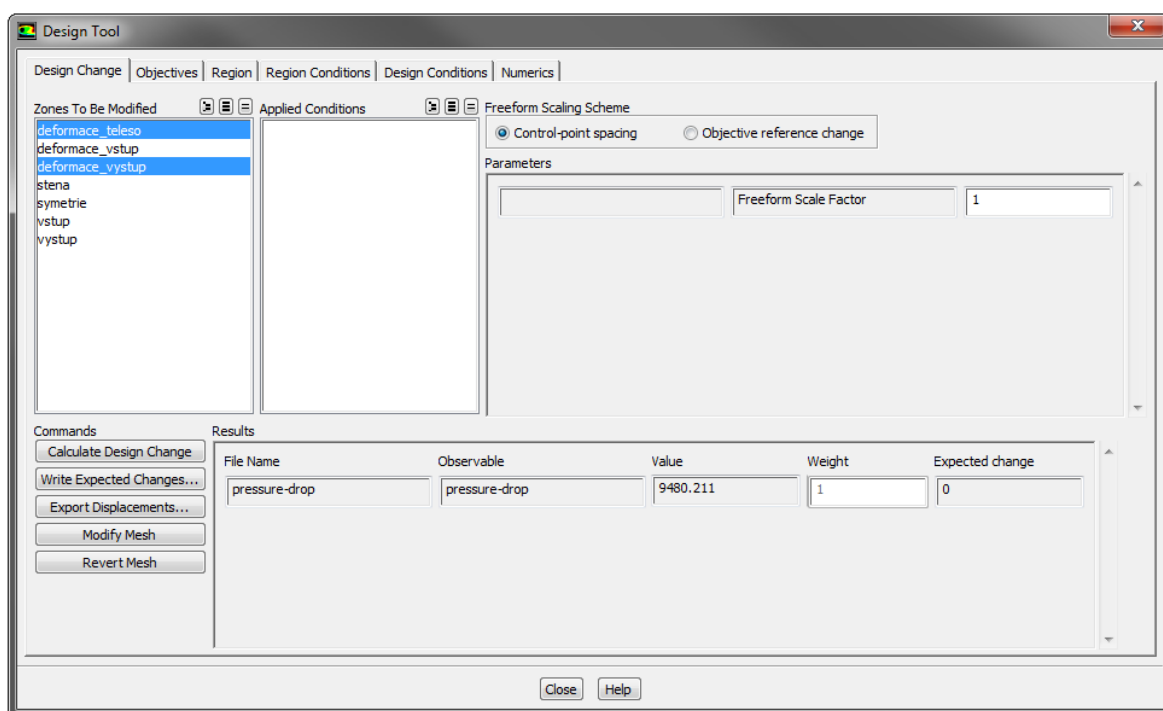 Design Tool
Design Change Objectives Region Region Conditions Design Conditions Numerics
Zones To Be Modified
deformace_teleso
deformace_vstup
deformace_vystup
stena
symetrie
vstup
vystup
Applied Conditions
Freeform Scaling Scheme
Control-point spacing Objective reference change
Parameters
Freeform Scale Factor 1
Commands
Calculate Design Change
Write Expected Changes...
Export Displacements...
Modify Mesh
Revert Mesh
Results
File Name Observable Value Weight Expected change
pressure-drop pressure-drop 9480.211 1 0
Close Help